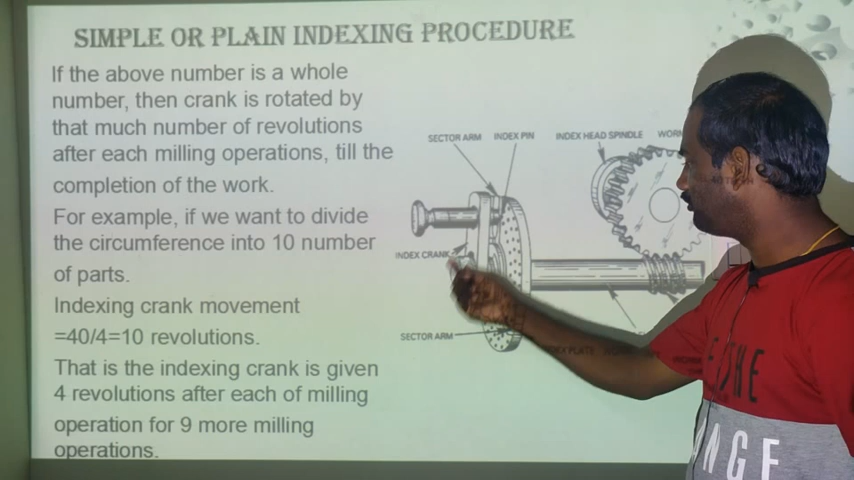 SIMPLE OR PLAIN INDEXING PROCEDURE
If the above number is a whole
number, then crank is rotated by
that much number of revolutions
after each milling operations, till the
completion of the work.
For example, if we want to divide
the circumference into 10 number
of parts.
Indexing crank movement
=40/4=10 revolutions.
That is the indexing crank is given
4 revolutions after each of milling
operation for 9 more milling
operations.
SECTOR ARM
INDEX PIN
INDEX HEAD SPINDLE
INDEX CRANK
SECTOR ARM